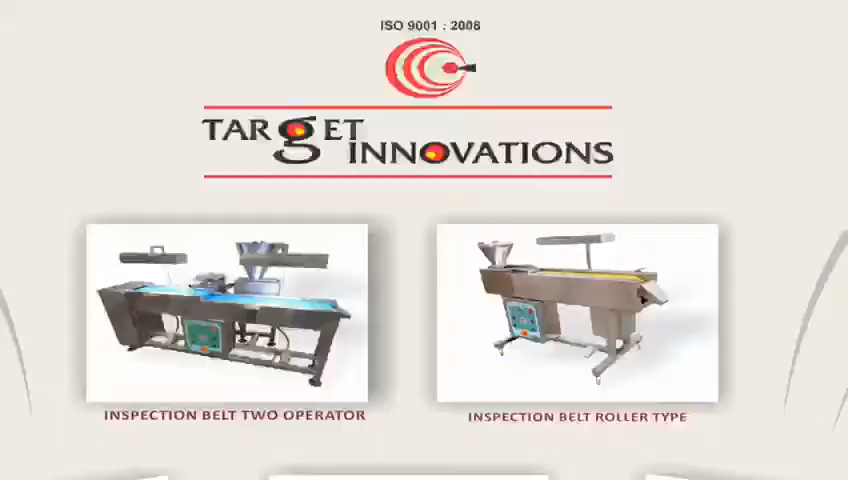 ISO 9001 : 2008
TARGET
INNOVATIONS
INSPECTION BELT TWO OPERATOR
INSPECTION BELT ROLLER TYPE